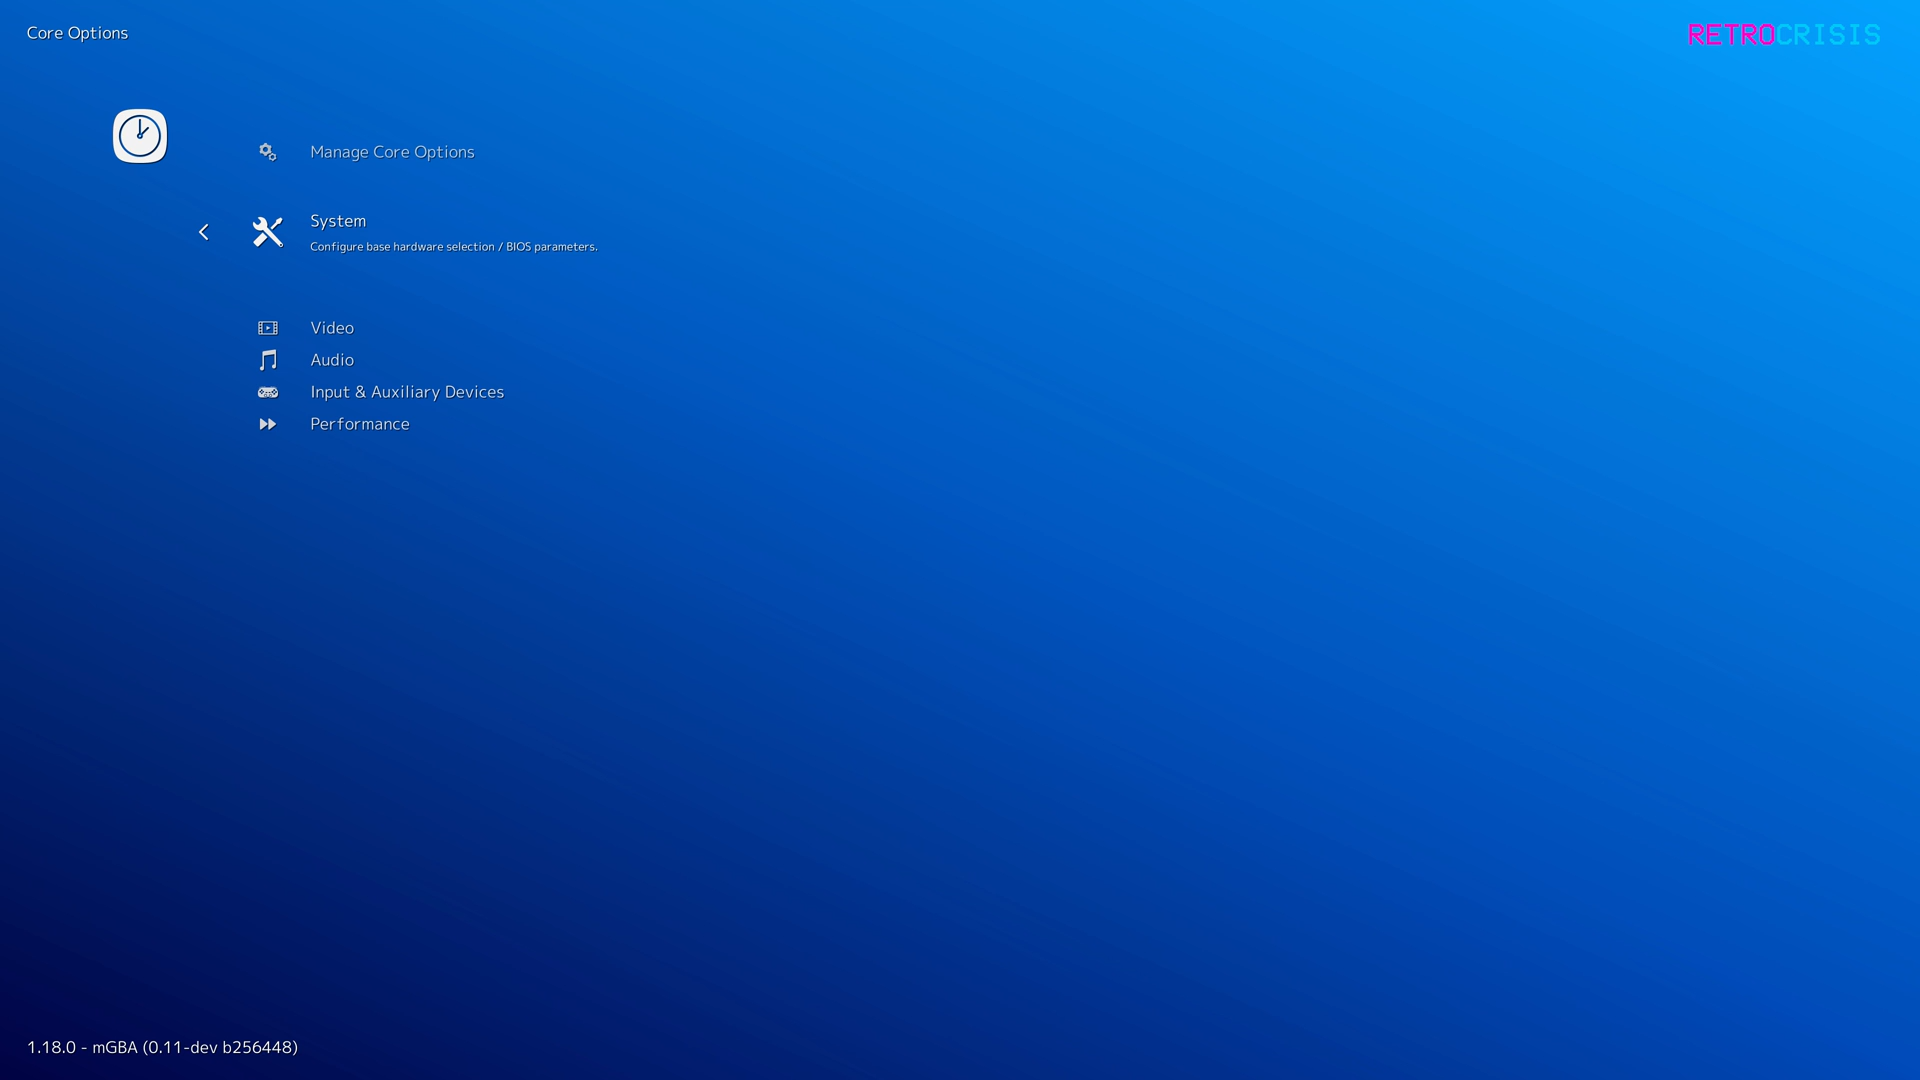 Core Options
RETROCRISIS
Manage Core Options
System
Configure base hardware selection / BIOS parameters.
Video
Audio
Input & Auxiliary Devices
Performance
1.18.0 - mGBA (0.11-dev b256448)